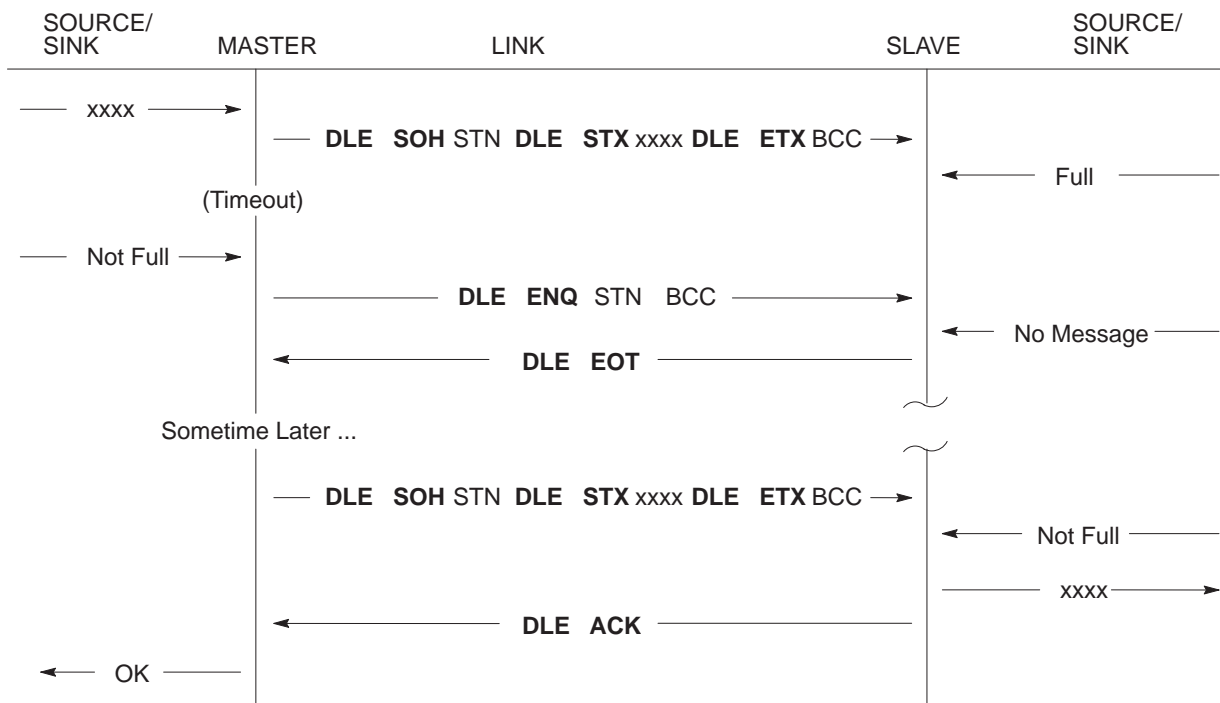 SOURCE/
SINK
MASTER
LINK
SLAVE
SOURCE/
SINK
xxxx
DLE SOH STN DLE STX xxxx DLE ETX BCC
Full
(Timeout)
Not Full
DLE ENQ STN BCC
No Message
DLE EOT
Sometime Later ...
DLE SOH STN DLE STX xxxx DLE ETX BCC
Not Full
xxxx
DLE ACK
OK